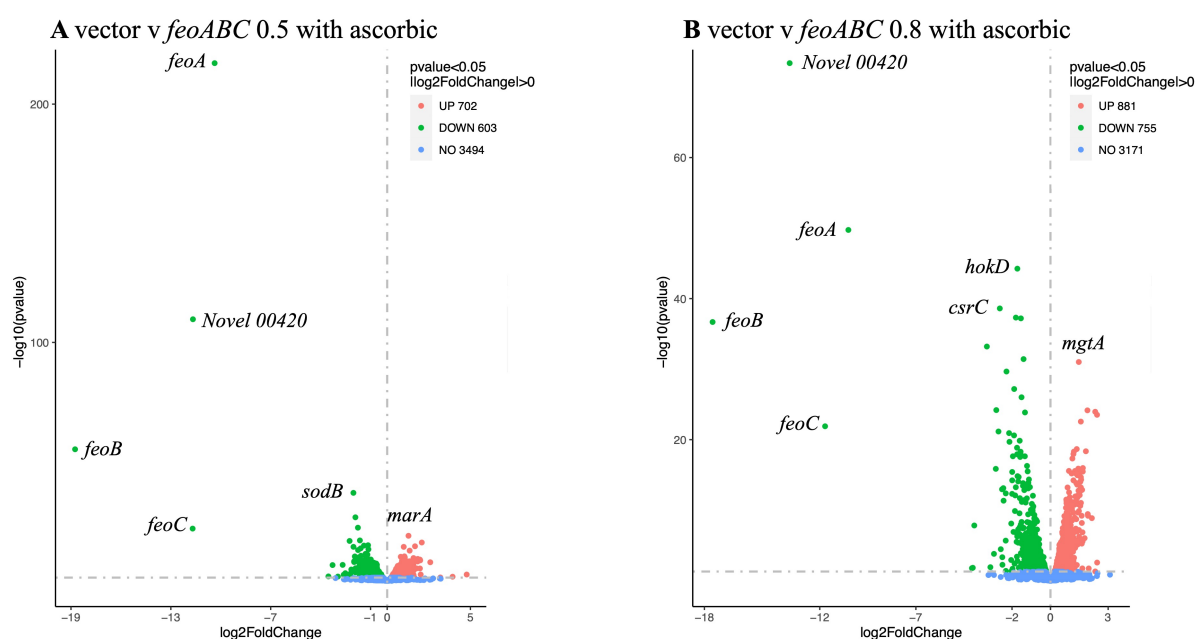 A vector v feoABC 0.5 with ascorbic
feoA
pvalue<0.05
|log2FoldChange|>0
UP 702
DOWN 603
NO 3494
200
Novel 00420
100
−log10(pvalue)
feoB
sodB
feoC
marA
−19
−13
−7
−1
0
5
log2FoldChange
B vector v feoABC 0.8 with ascorbic
Novel 00420
pvalue<0.05
|log2FoldChange|>0
UP 881
DOWN 755
NO 3171
60
feoA
hokD
40
csrC
feoB
mgtA
−log10(pvalue)
feoC
20
−18
−12
−7
−2
0
3
log2FoldChange